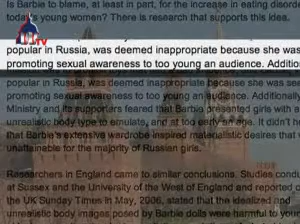 Is Barbie to blame, at least in part, for the increase in eating disor
today's young women? There is research that supports this idea.
TV
popular in Russia, was deemed inappropriate because she was
promoting sexual awareness to too young an audience. Additio
popular in Russia, was deemed inappropriate because she was
promoting sexual awareness to too young an audience. Additiona
Ministry and its supporters feared that Barbie presented girls with a
unrealistic body type to emulate, and at too early an age. It didn't he
that Barbie's extensive wardrobe inspired materialistic desires that w
unattainable for the majority of Russian girls.
Researchers in England came to similar conclusions. Studies conduc
at Sussex and the University of the West of England and reported o
the UK Sunday Times in May, 2006, stated that the idealized and
unrealistic body images posed by Barbie dolls were harmful to your